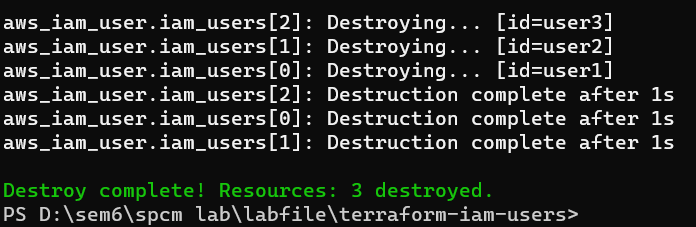 aws_iam_user.iam_users[2]: Destroying... [id=user3]
aws_iam_user.iam_users[1]: Destroying... [id=user2]
aws_iam_user.iam_users[0]: Destroying... [id=user1]
aws_iam_user.iam_users[2]: Destruction complete after 1s
aws_iam_user.iam_users[0]: Destruction complete after 1s
aws_iam_user.iam_users[1]: Destruction complete after 1s
Destroy complete! Resources: 3 destroyed.
PS D:\sem6\spcm lab\labfile\terraform-iam-users>